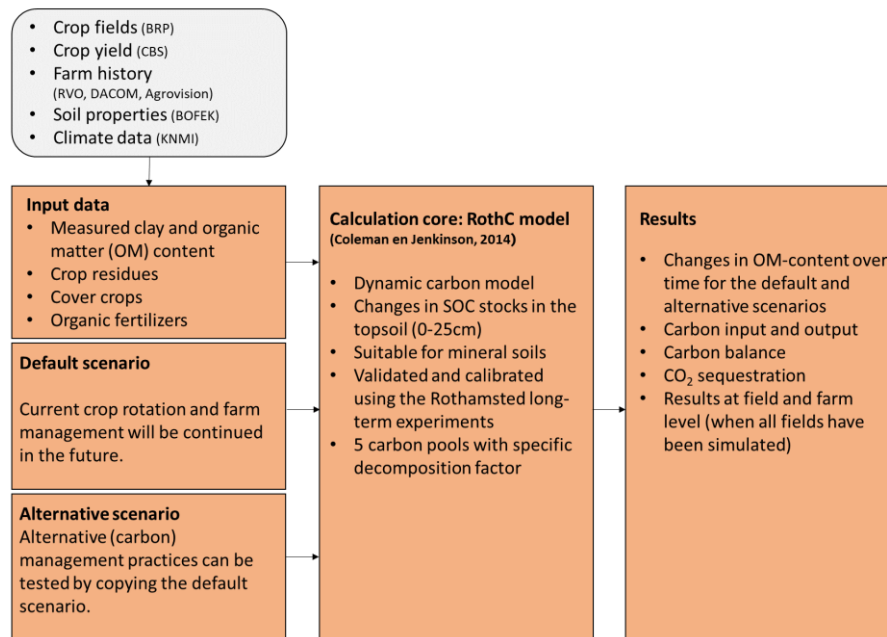 • Crop fields (BRP)
• Crop yield (CBS)
• Farm history
(RVO, DACOM, Agrovision)
• Soil properties (BOFEK)
• Climate data (KNMI)
Input data
• Measured clay and organic
matter (OM) content
• Crop residues
• Cover crops
• Organic fertilizers
Default scenario
Current crop rotation and farm
management will be continued
in the future.
Alternative scenario
Alternative (carbon)
management practices can be
tested by copying the default
scenario.
Calculation core: RothC model
(Coleman en Jenkinson, 2014)
• Dynamic carbon model
• Changes in SOC stocks in the
topsoil (0-25cm)
• Suitable for mineral soils
• Validated and calibrated
using the Rothamsted long-
term experiments
• 5 carbon pools with specific
decomposition factor
Results
• Changes in OM-content over
time for the default and
alternative scenarios
• Carbon input and output
• Carbon balance
• CO₂ sequestration
• Results at field and farm
level (when all fields have
been simulated)